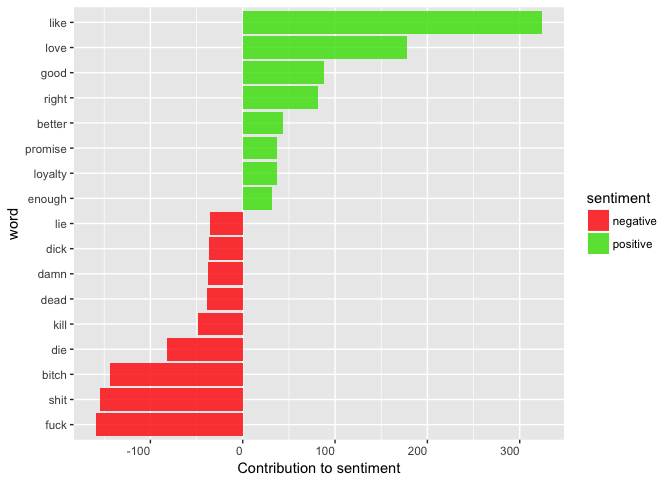 like
love
good
right
better
promise
loyalty
enough
lie
dick
damn
dead
kill
die
bitch
shit
fuck
word
-100 0 100 200 300
Contribution to sentiment
sentiment
negative
positive